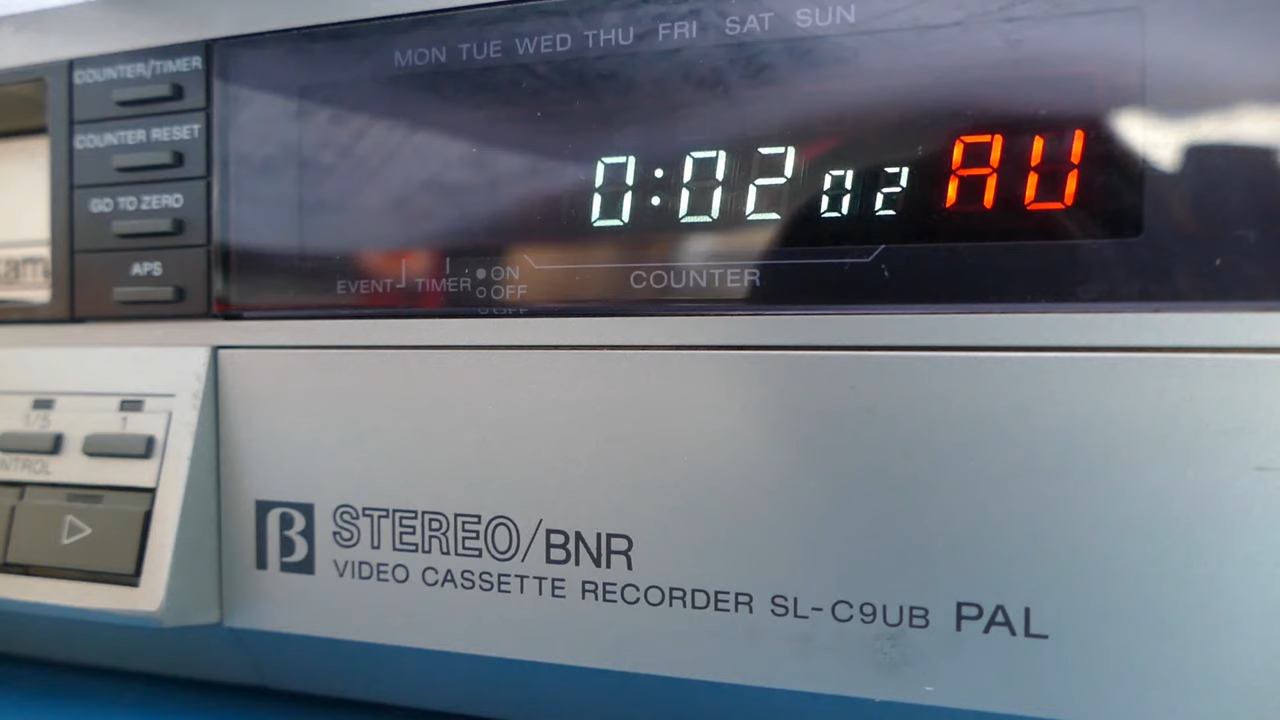 MON TUE WED THU FRI SAT SUN
COUNTER/TIMER
COUNTER RESET
GO TO ZERO
APS
0:02 02 AU
EVENT TIMER ON
OFF
COUNTER
1/5 1
β STEREO/BNR
VIDEO CASSETTE RECORDER SL-C9UB PAL